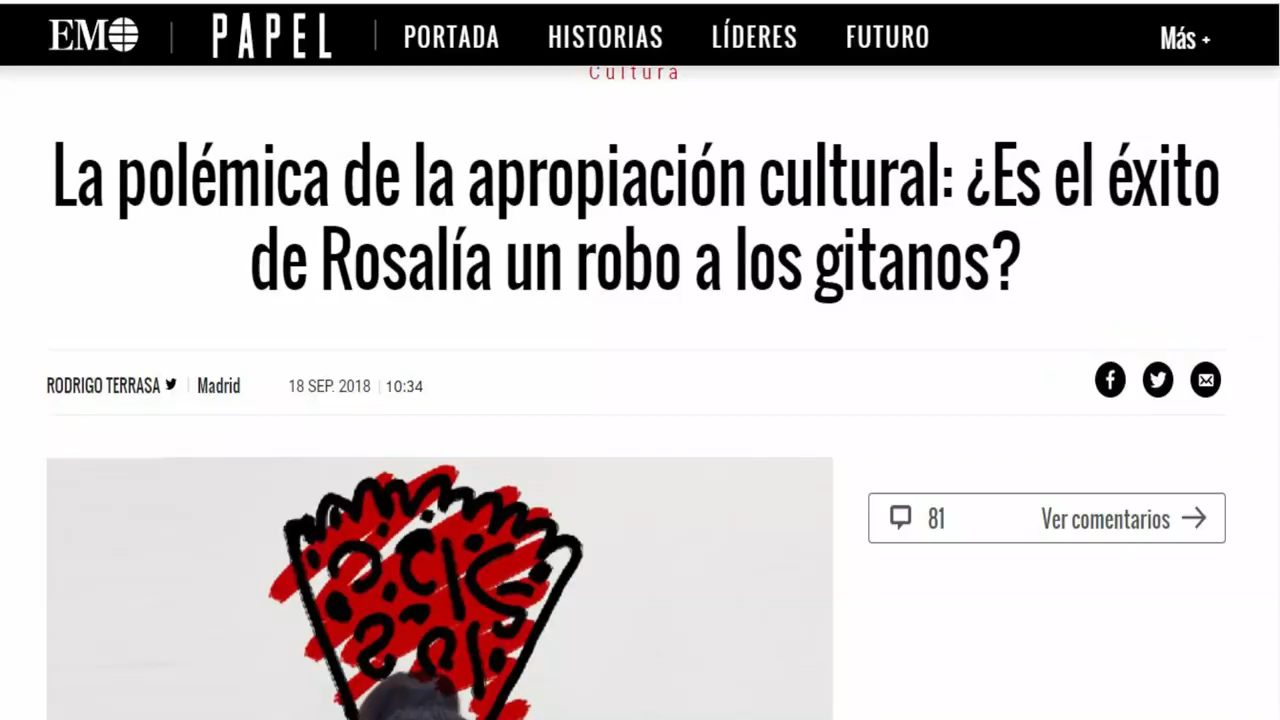 EM
PAPEL
PORTADA
HISTORIAS
LÍDERES
FUTURO
Más +
Cultura
La polémica de la apropiación cultural: ¿Es el éxito
de Rosalía un robo a los gitanos?
RODRIGO TERRASA
Madrid
18 SEP. 2018
10:34
81
Ver comentarios